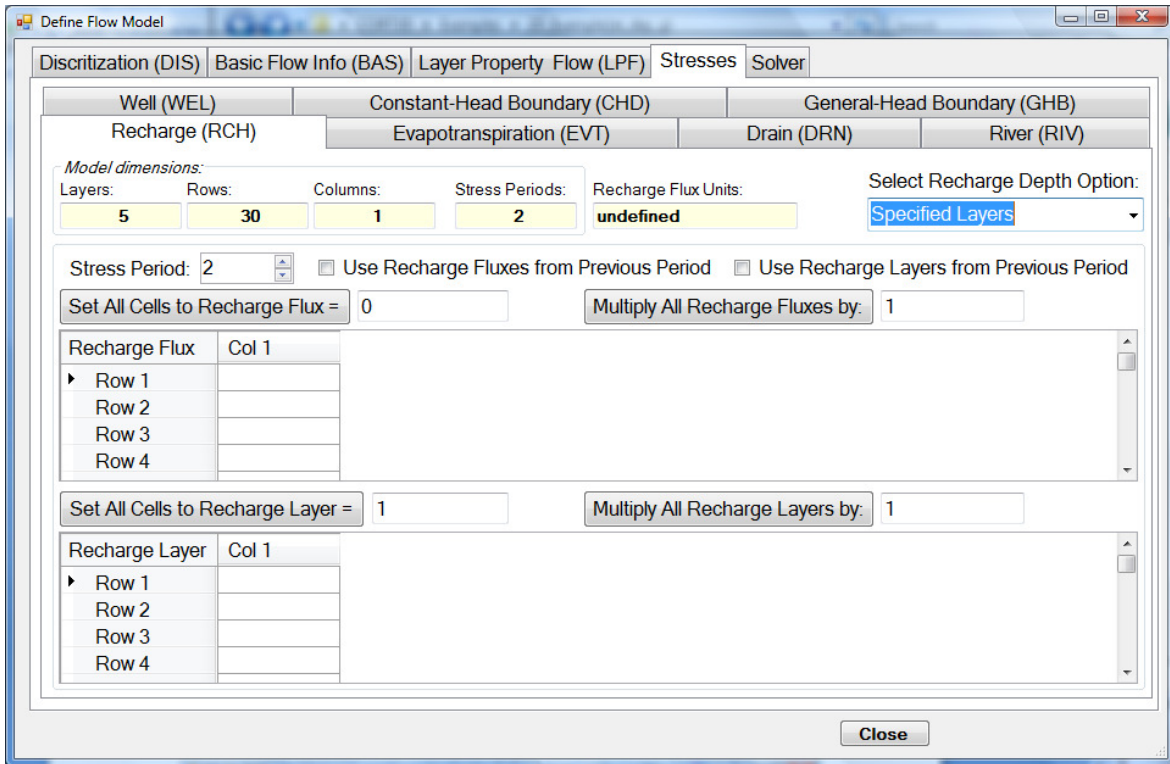 Define Flow Model
Discritization (DIS) Basic Flow Info (BAS) Layer Property Flow (LPF) Stresses Solver
Well (WEL) Constant-Head Boundary (CHD) General-Head Boundary (GHB)
Recharge (RCH) Evapotranspiration (EVT) Drain (DRN) River (RIV)
Model dimensions:
Layers: Rows: Columns: Stress Periods: Recharge Flux Units: Select Recharge Depth Option:
5 30 1 2 undefined Specified Layers
Stress Period: 2 Use Recharge Fluxes from Previous Period Use Recharge Layers from Previous Period
Set All Cells to Recharge Flux = 0 Multiply All Recharge Fluxes by: 1
Recharge Flux Col 1
Row 1
Row 2
Row 3
Row 4
Set All Cells to Recharge Layer = 1 Multiply All Recharge Layers by: 1
Recharge Layer Col 1
Row 1
Row 2
Row 3
Row 4
Close